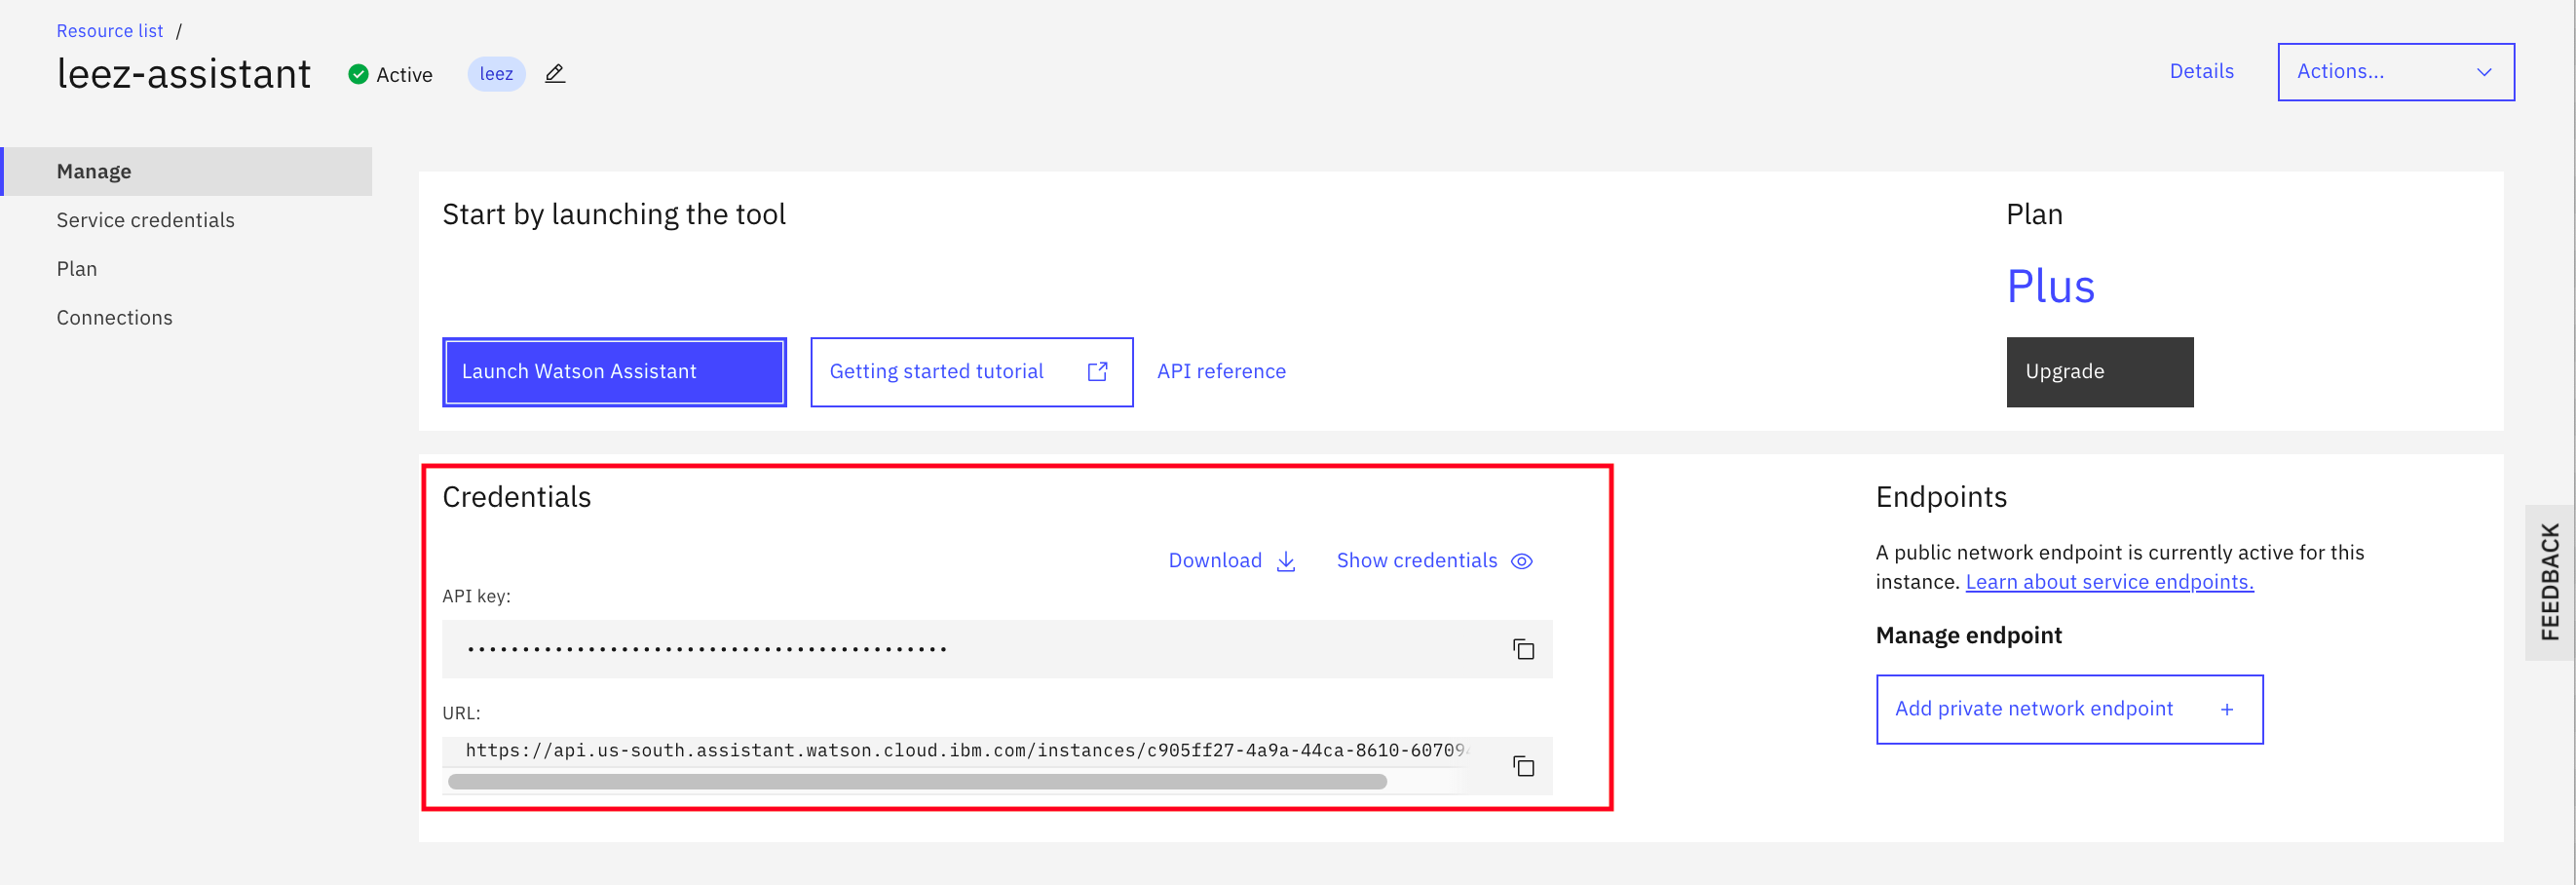 Resource list /
leez-assistant Active leez
Details
Actions...
Manage
Service credentials
Plan
Connections
Start by launching the tool
Launch Watson Assistant
Getting started tutorial
API reference
Plan
Plus
Upgrade
Credentials
Download
Show credentials
API key:
••••••••••••••••••••••••••••••••••••••••••••
URL:
https://api.us-south.assistant.watson.cloud.ibm.com/instances/c905ff27-4a9a-44ca-8610-60709
Endpoints
A public network endpoint is currently active for this
instance. Learn about service endpoints.
Manage endpoint
Add private network endpoint +
FEEDBACK